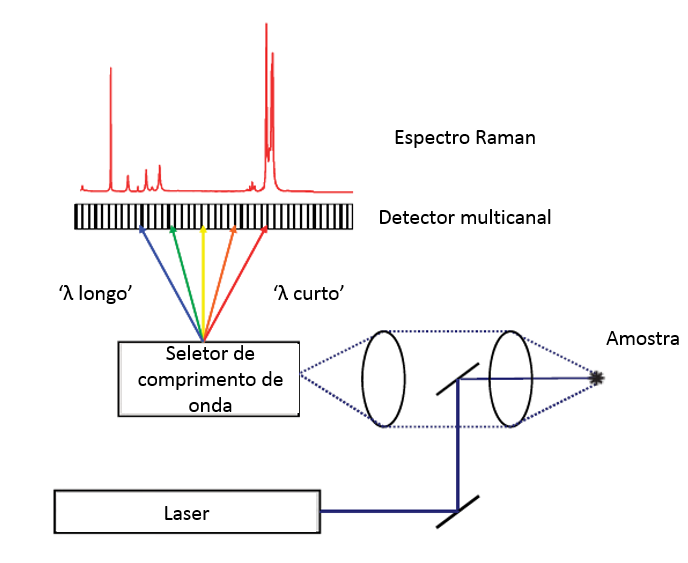 Espectro Raman
Detector multicanal
‘λ longo’
‘λ curto’
Seletor de
comprimento de
onda
Amostra
Laser